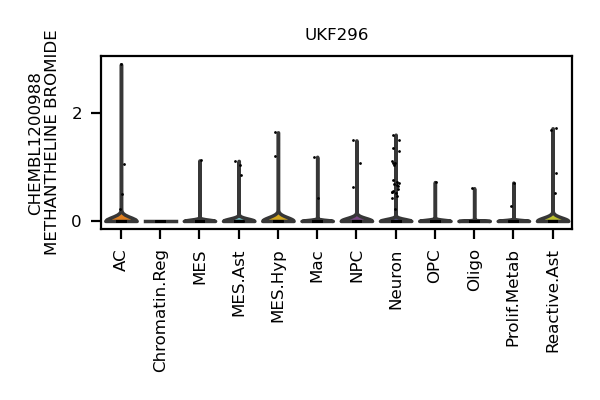 UKF296
CHEMBL1200988
METHANTHELINE BROMIDE
2
0
AC
Chromatin.Reg
MES
MES.Ast
MES.Hyp
Mac
NPC
Neuron
OPC
Oligo
Prolif.Metab
Reactive.Ast